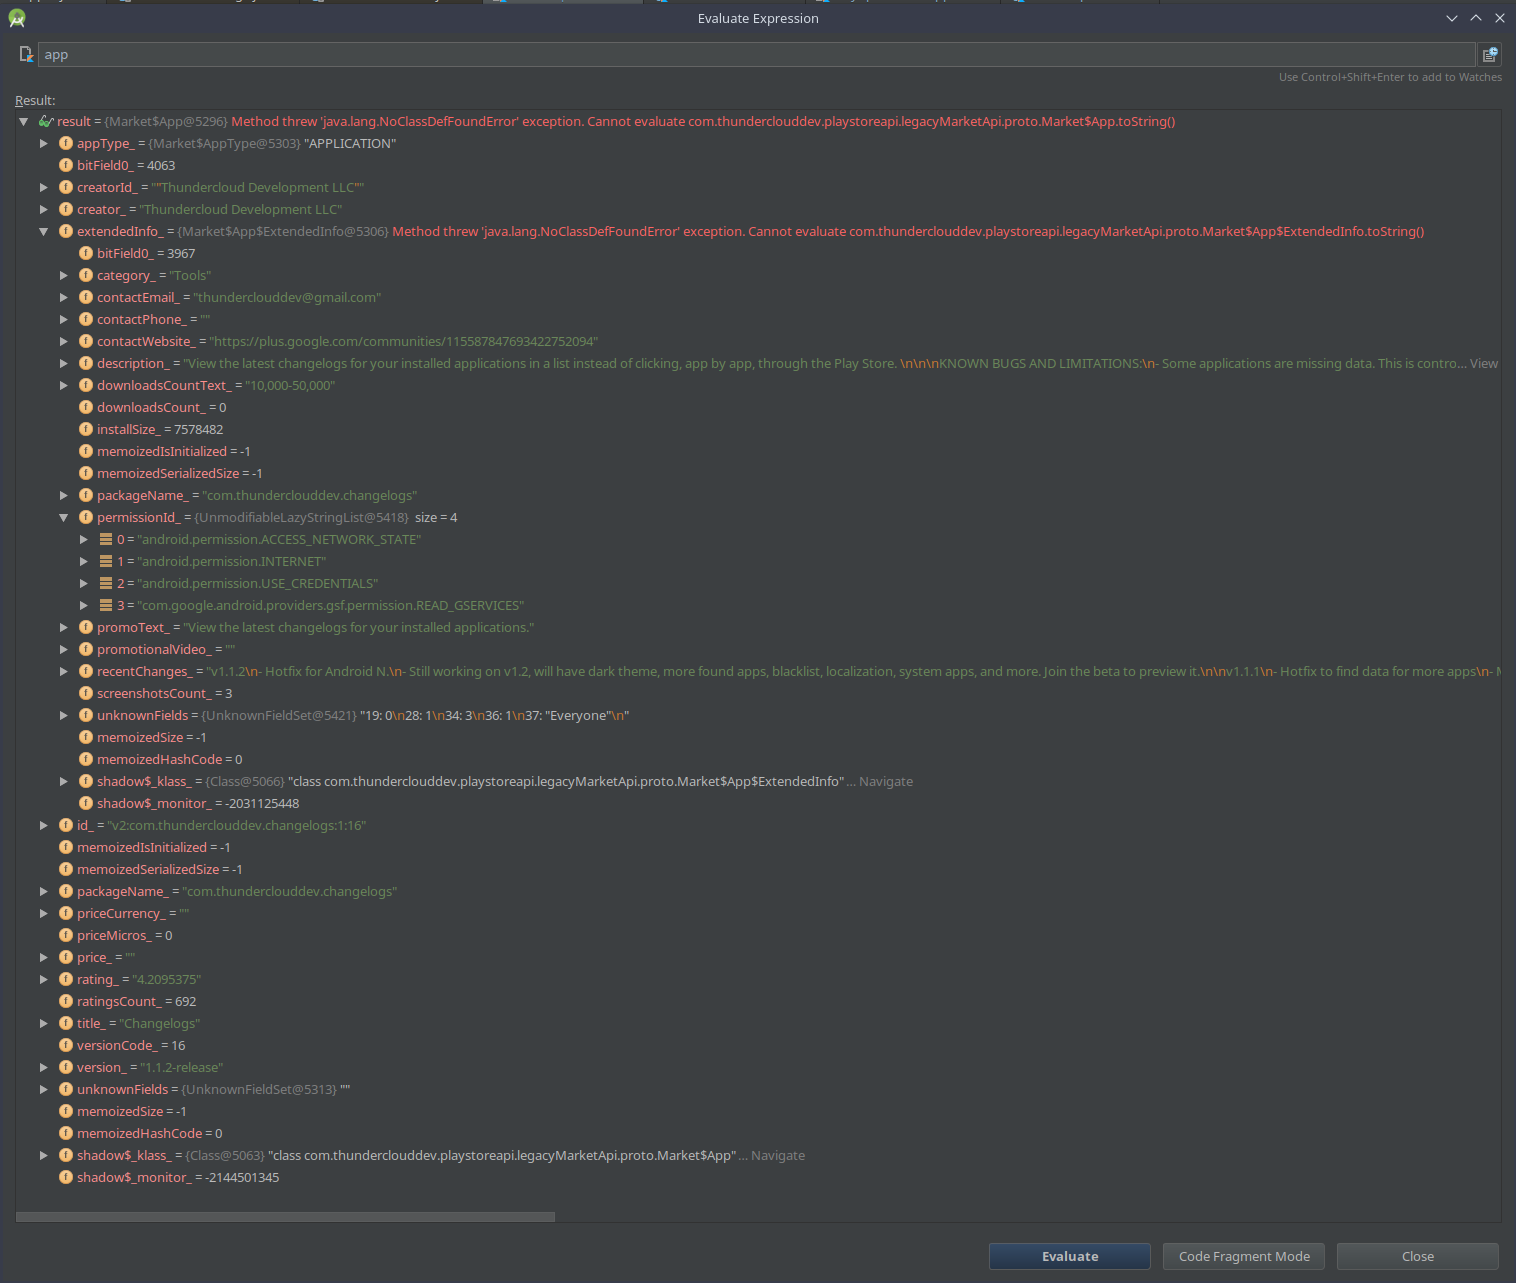 Evaluate Expression
app
Use Control+Shift+Enter to add to Watches
Result:
result = {Market$App@5296} Method threw 'java.lang.NoClassDefFoundError' exception. Cannot evaluate com.thunderclouddev.playstoreapi.legacyMarketApi.proto.Market$App.toString()
appType_ = {Market$AppType@5303} "APPLICATION"
bitField0_ = 4063
creatorId_ = ""Thundercloud Development LLC""
creator_ = "Thundercloud Development LLC"
extendedInfo_ = {Market$App$ExtendedInfo@5306} Method threw 'java.lang.NoClassDefFoundError' exception. Cannot evaluate com.thunderclouddev.playstoreapi.legacyMarketApi.proto.Market$App$ExtendedInfo.toString()
bitField0_ = 3967
category_ = "Tools"
contactEmail_ = "thunderclouddev@gmail.com"
contactPhone_ = ""
contactWebsite_ = "https://plus.google.com/communities/115587847693422752094"
description_ = "View the latest changelogs for your installed applications in a list instead of clicking, app by app, through the Play Store. \n\n\nKNOWN BUGS AND LIMITATIONS:\n- Some applications are missing data. This is contro... View
downloadsCountText_ = "10,000-50,000"
downloadsCount_ = 0
installSize_ = 7578482
memoizedIsInitialized = -1
memoizedSerializedSize = -1
packageName_ = "com.thunderclouddev.changelogs"
permissionId_ = {UnmodifiableLazyStringList@5418} size = 4
0 = "android.permission.ACCESS_NETWORK_STATE"
1 = "android.permission.INTERNET"
2 = "android.permission.USE_CREDENTIALS"
3 = "com.google.android.providers.gsf.permission.READ_GSERVICES"
promoText_ = "View the latest changelogs for your installed applications."
promotionalVideo_ = ""
recentChanges_ = "v1.1.2\n- Hotfix for Android N.\n- Still working on v1.2, will have dark theme, more found apps, blacklist, localization, system apps, and more. Join the beta to preview it.\n\nv1.1.1\n- Hotfix to find data for more apps\n-
screenshotsCount_ = 3
unknownFields = {UnknownFieldSet@5421} "19: 0\n28: 1\n34: 3\n36: 1\n37: "Everyone"\n"
memoizedSize = -1
memoizedHashCode = 0
shadow$_klass_ = {Class@5066} "class com.thunderclouddev.playstoreapi.legacyMarketApi.proto.Market$App$ExtendedInfo" ... Navigate
shadow$_monitor_ = -2031125448
id_ = "v2:com.thunderclouddev.changelogs:1:16"
memoizedIsInitialized = -1
memoizedSerializedSize = -1
packageName_ = "com.thunderclouddev.changelogs"
priceCurrency_ = ""
priceMicros_ = 0
price_ = ""
rating_ = "4.2095375"
ratingsCount_ = 692
title_ = "Changelogs"
versionCode_ = 16
version_ = "1.1.2-release"
unknownFields = {UnknownFieldSet@5313} ""
memoizedSize = -1
memoizedHashCode = 0
shadow$_klass_ = {Class@5063} "class com.thunderclouddev.playstoreapi.legacyMarketApi.proto.Market$App" ... Navigate
shadow$_monitor_ = -2144501345
Evaluate
Code Fragment Mode
Close